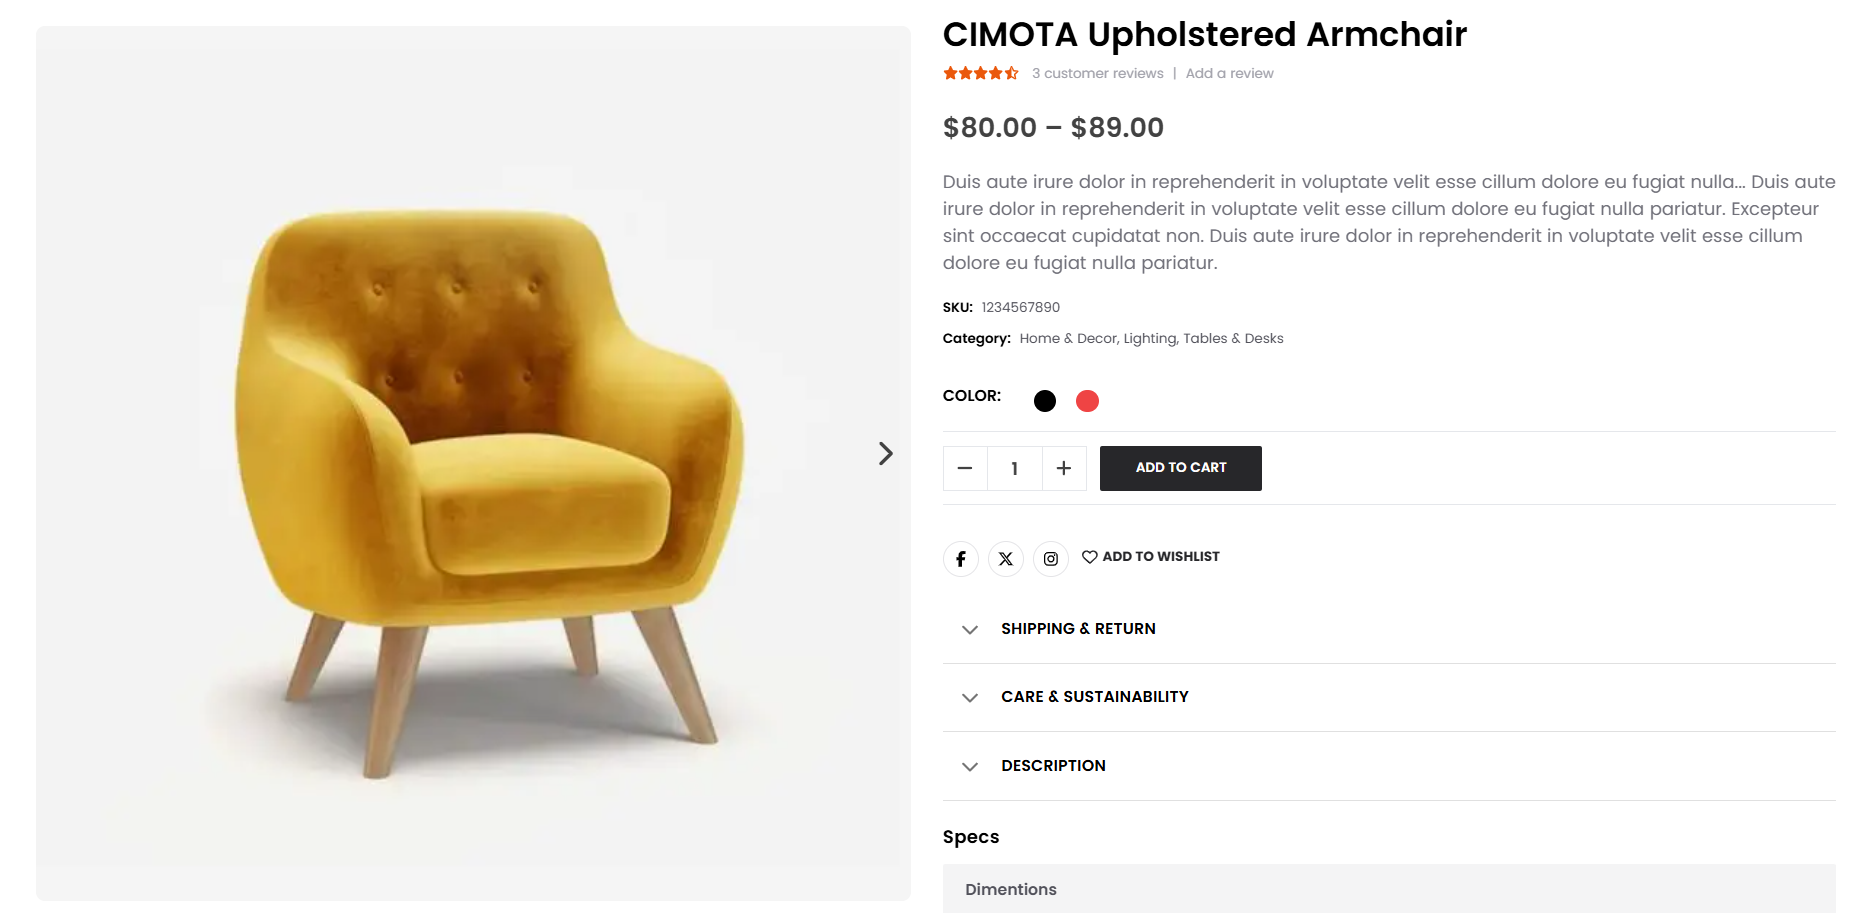 CIMOTA Upholstered Armchair
3 customer reviews | Add a review
$80.00 – $89.00
Duis aute irure dolor in reprehenderit in voluptate velit esse cillum dolore eu fugiat nulla... Duis aute
irure dolor in reprehenderit in voluptate velit esse cillum dolore eu fugiat nulla pariatur. Excepteur
sint occaecat cupidatat non. Duis aute irure dolor in reprehenderit in voluptate velit esse cillum
dolore eu fugiat nulla pariatur.
SKU: 1234567890
Category: Home & Decor, Lighting, Tables & Desks
COLOR:
1 ADD TO CART
ADD TO WISHLIST
SHIPPING & RETURN
CARE & SUSTAINABILITY
DESCRIPTION
Specs
Dimentions